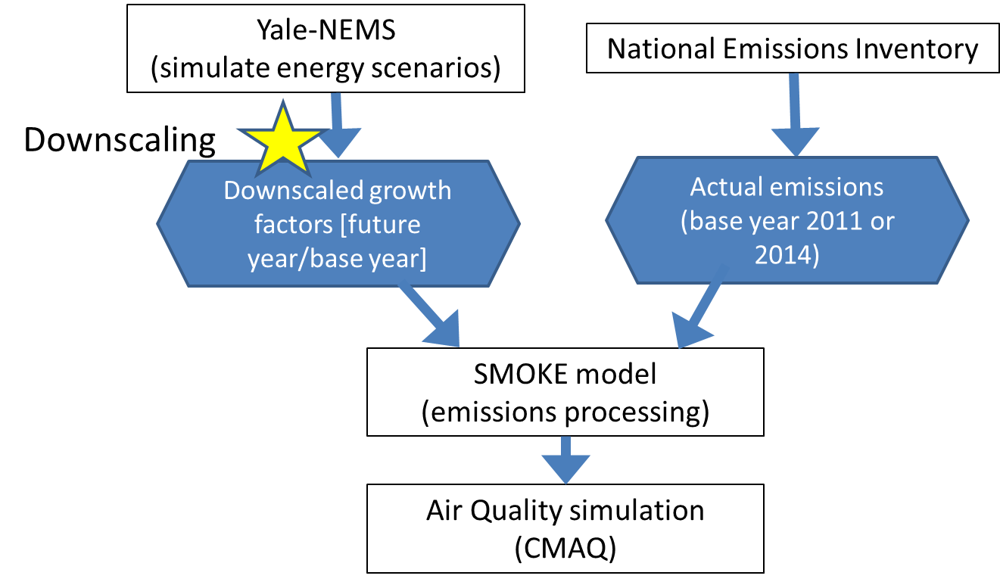 Yale-NEMS
(simulate energy scenarios)
National Emissions Inventory
Downscaling
Downscaled growth
factors [future
year/base year]
Actual emissions
(base year 2011 or
2014)
SMOKE model
(emissions processing)
Air Quality simulation
(CMAQ)